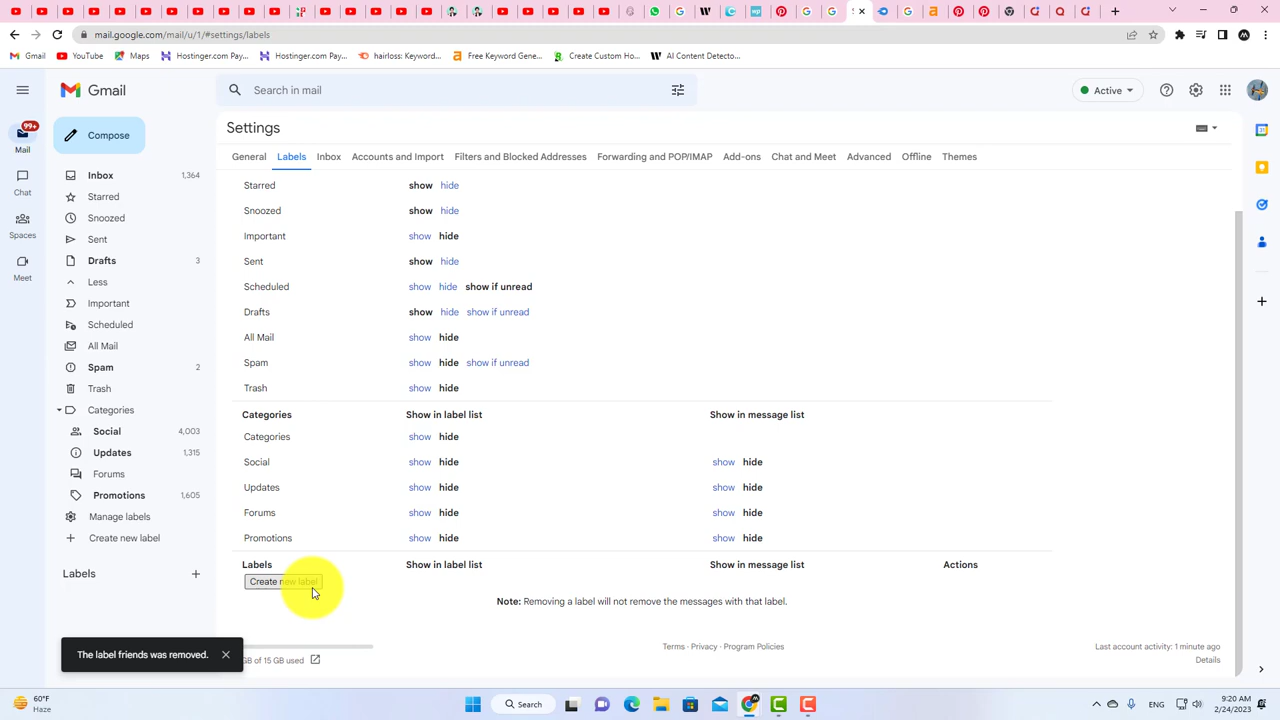 mail.google.com/mail/u/1/#settings/labels
Gmail YouTube Maps Hostinger.com Pay... Hostinger.com Pay... hairloss: Keyword... Free Keyword Gene... Create Custom Ho... AI Content Detecto...
Gmail
Search in mail
Active
Compose
99+
Mail
Chat
Spaces
Meet
Inbox 1,364
Starred
Snoozed
Sent
Drafts 3
Less
Important
Scheduled
All Mail
Spam 2
Trash
Categories
Social 4,003
Updates 1,315
Forums
Promotions 1,605
Manage labels
Create new label
Labels
Settings
General Labels Inbox Accounts and Import Filters and Blocked Addresses Forwarding and POP/IMAP Add-ons Chat and Meet Advanced Offline Themes
Starred show hide
Snoozed show hide
Important show hide
Sent show hide
Scheduled show hide show if unread
Drafts show hide show if unread
All Mail show hide
Spam show hide show if unread
Trash show hide
Categories Show in label list Show in message list
Categories show hide
Social show hide show hide
Updates show hide show hide
Forums show hide show hide
Promotions show hide show hide
Labels Show in label list Show in message list Actions
Create new label
Note: Removing a label will not remove the messages with that label.
The label friends was removed.
GB of 15 GB used
Terms · Privacy · Program Policies
Last account activity: 1 minute ago
Details
60°F
Haze
Search
ENG
9:20 AM
2/24/2023